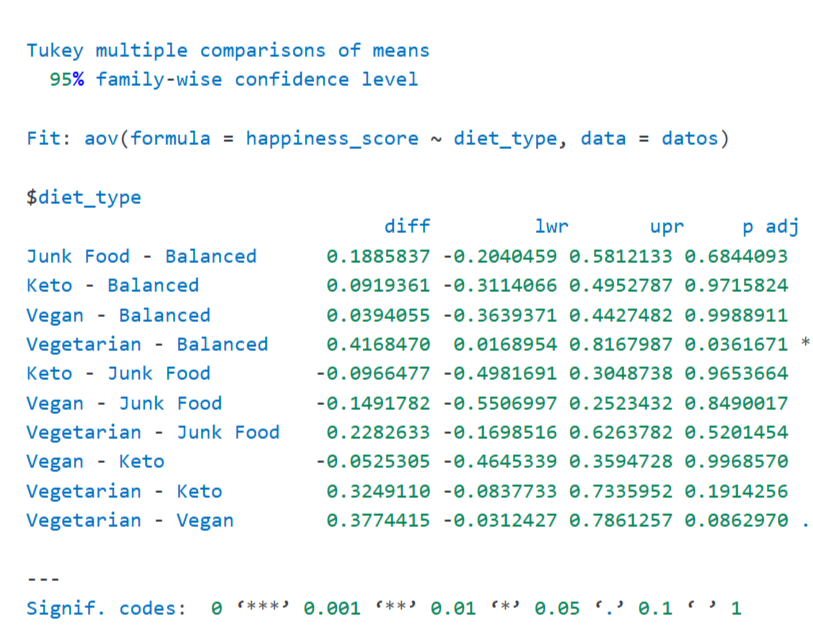 Tukey multiple comparisons of means
95% family-wise confidence level
Fit: aov(formula = happiness_score ~ diet_type, data = datos)
$diet_type
diff lwr upr p adj
Junk Food - Balanced 0.1885837 -0.2040459 0.5812133 0.6844093
Keto - Balanced 0.0919361 -0.3114066 0.4952787 0.9715824
Vegan - Balanced 0.0394055 -0.3639371 0.4427482 0.9988911
Vegetarian - Balanced 0.4168470 0.0168954 0.8167987 0.0361671 *
Keto - Junk Food -0.0966477 -0.4981691 0.3048738 0.9653664
Vegan - Junk Food -0.1491782 -0.5506997 0.2523432 0.8490017
Vegetarian - Junk Food 0.2282633 -0.1698516 0.6263782 0.5201454
Vegan - Keto -0.0525305 -0.4645339 0.3594728 0.9968570
Vegetarian - Keto 0.3249110 -0.0837733 0.7335952 0.1914256
Vegetarian - Vegan 0.3774415 -0.0312427 0.7861257 0.0862970 .
---
Signif. codes: 0 ‘***’ 0.001 ‘**’ 0.01 ‘*’ 0.05 ‘.’ 0.1 ‘ ’ 1